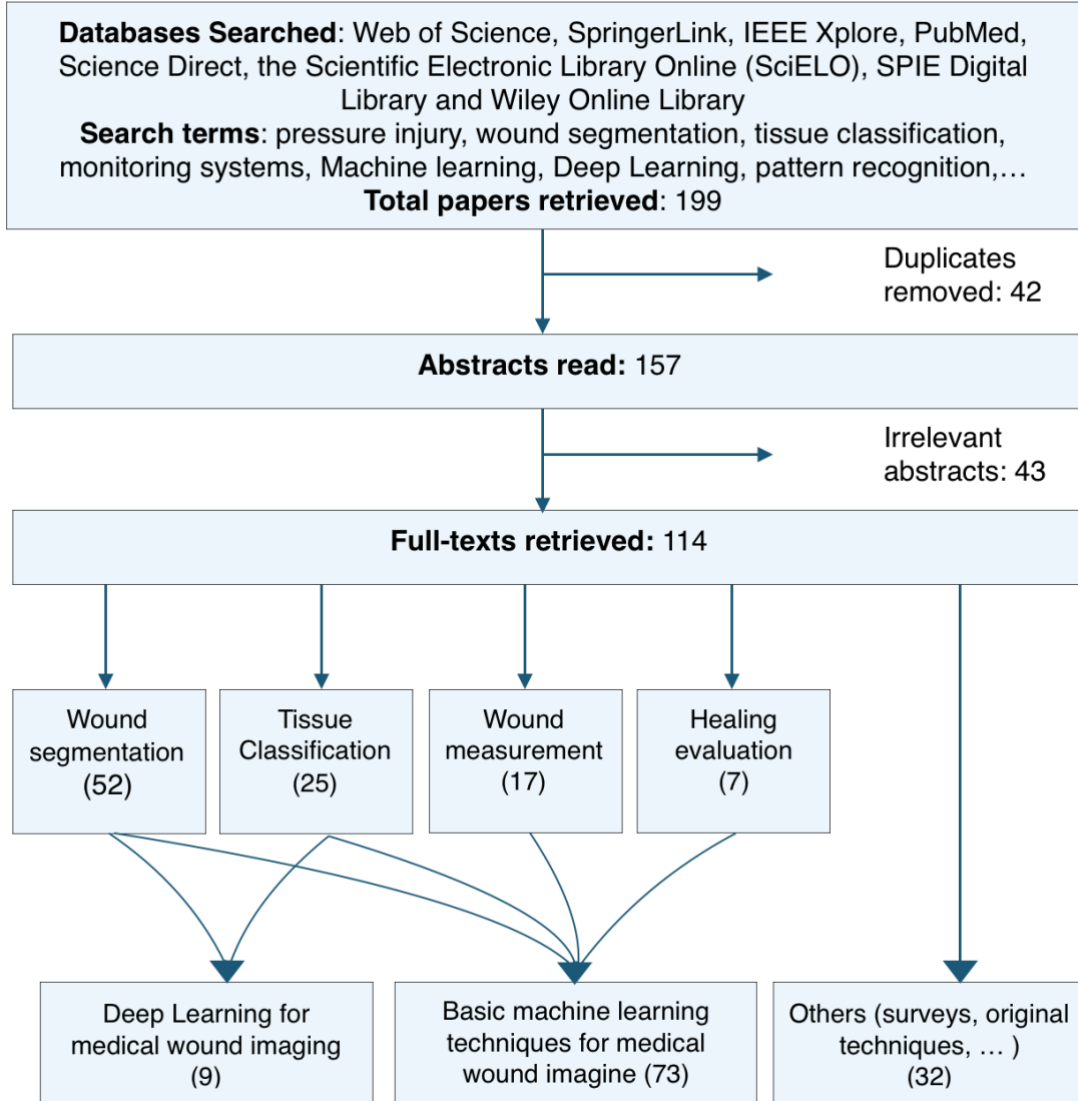 Databases Searched: Web of Science, SpringerLink, IEEE Xplore, PubMed,
Science Direct, the Scientific Electronic Library Online (SciELO), SPIE Digital
Library and Wiley Online Library
Search terms: pressure injury, wound segmentation, tissue classification,
monitoring systems, Machine learning, Deep Learning, pattern recognition,…
Total papers retrieved: 199
Duplicates
removed: 42
Abstracts read: 157
Irrelevant
abstracts: 43
Full-texts retrieved: 114
Wound
segmentation
(52)
Tissue
Classification
(25)
Wound
measurement
(17)
Healing
evaluation
(7)
Deep Learning for
medical wound imaging
(9)
Basic machine learning
techniques for medical
wound imagine (73)
Others (surveys, original
techniques, … )
(32)